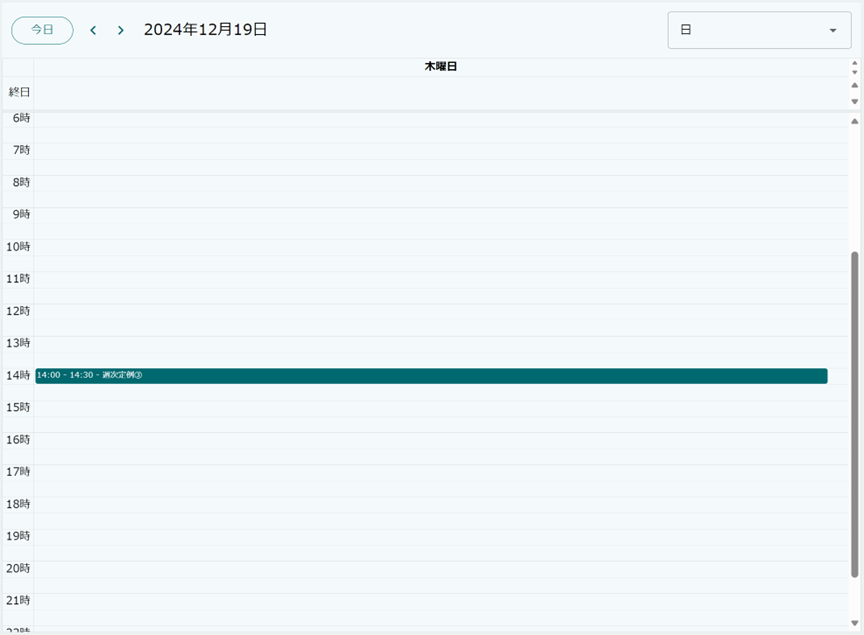 今日
2024年12月19日
日
木曜日
終日
6時
7時
8時
9時
10時
11時
12時
13時
14時
14:00 - 14:30 - 週次定例③
15時
16時
17時
18時
19時
20時
21時
22時